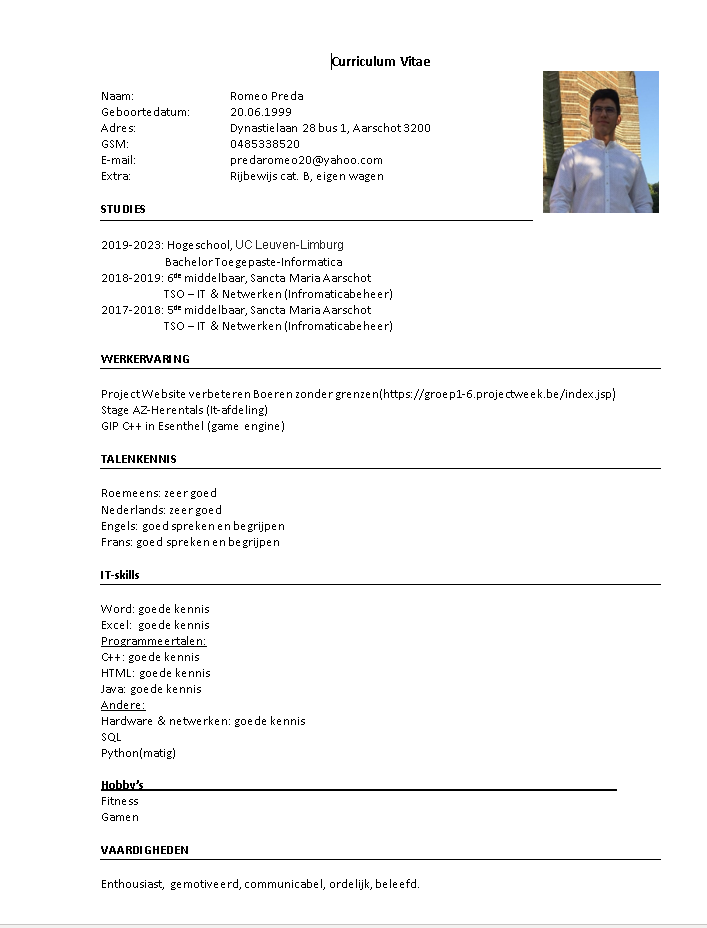 Curriculum Vitae
Naam: Romeo Preda
Geboortedatum: 20.06.1999
Adres: Dynastielaan 28 bus 1, Aarschot 3200
GSM: 0485338520
E-mail: predaromeo20@yahoo.com
Extra: Rijbewijs cat. B, eigen wagen
STUDIES
2019-2023: Hogeschool, UC Leuven-Limburg
Bachelor Toegepaste-Informatica
2018-2019: 6de middelbaar, Sancta Maria Aarschot
TSO – IT & Netwerken (Infromaticabeheer)
2017-2018: 5de middelbaar, Sancta Maria Aarschot
TSO – IT & Netwerken (Infromaticabeheer)
WERKERVARING
Project Website verbeteren Boeren zonder grenzen(https://groep1-6.projectweek.be/index.jsp)
Stage AZ-Herentals (It-afdeling)
GIP C++ in Esenthel (game engine)
TALENKENNIS
Roemeens: zeer goed
Nederlands: zeer goed
Engels: goed spreken en begrijpen
Frans: goed spreken en begrijpen
IT-skills
Word: goede kennis
Excel: goede kennis
Programmeertalen:
C++: goede kennis
HTML: goede kennis
Java: goede kennis
Andere:
Hardware & netwerken: goede kennis
SQL
Python(matig)
Hobby's
Fitness
Gamen
VAARDIGHEDEN
Enthousiast, gemotiveerd, communicabel, ordelijk, beleefd.